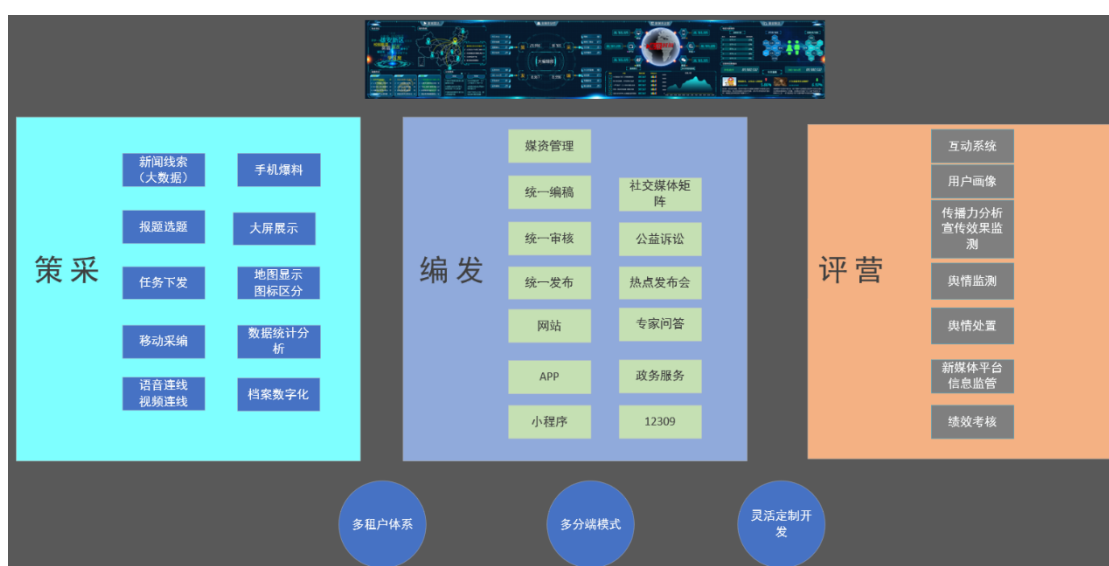 策 采
新闻线索
（大数据）
手机爆料
报题选题
大屏展示
任务下发
地图显示
图标区分
移动采编
数据统计分
析
语音连线
视频连线
档案数字化
编 发
媒资管理
统一编稿
社交媒体矩
阵
统一审核
公益诉讼
统一发布
热点发布会
网站
专家问答
APP
政务服务
小程序
12309
评 营
互动系统
用户画像
传播力分析
宣传效果监
测
舆情监测
舆情处置
新媒体平台
信息监管
绩效考核
多租户体系
多分端模式
灵活定制开
发